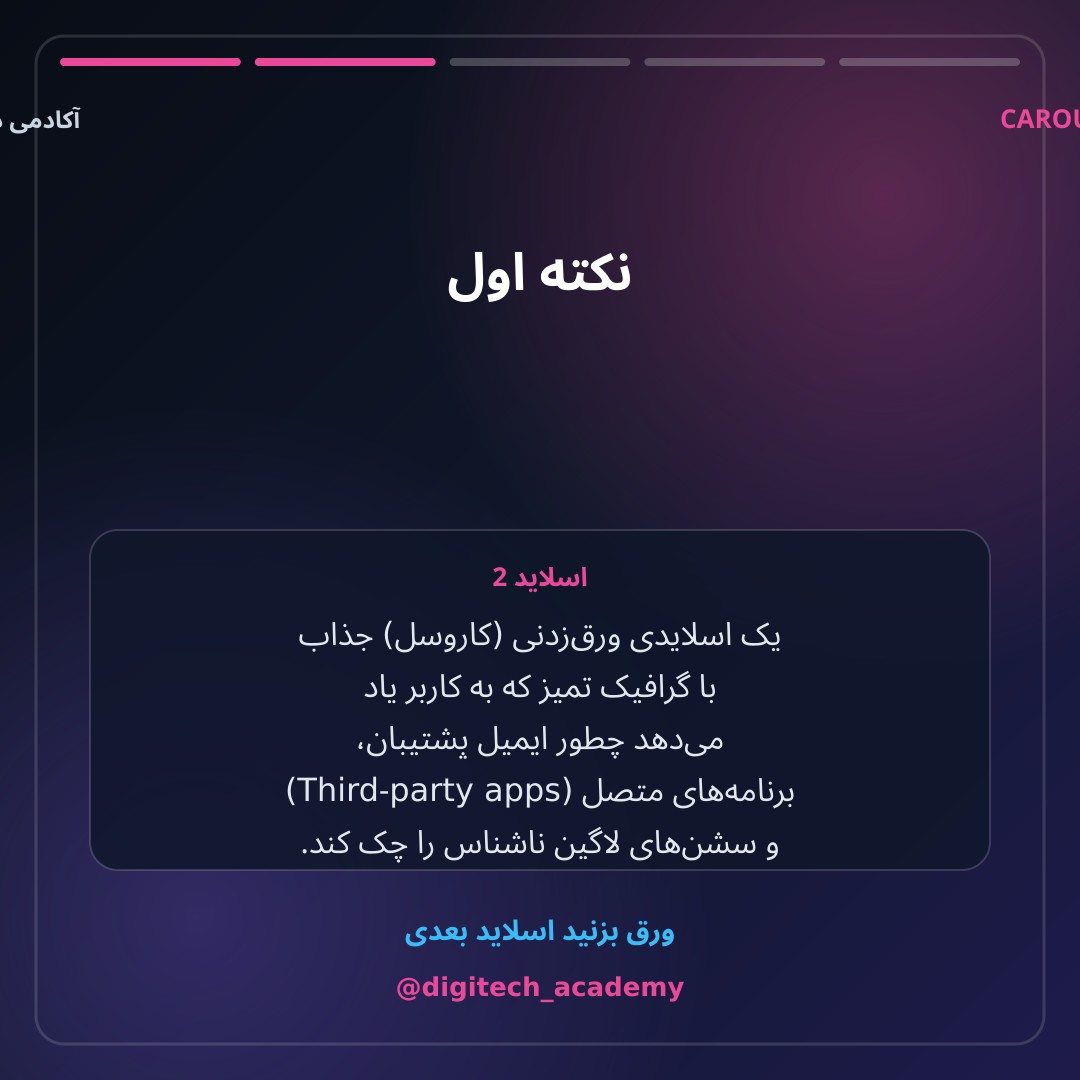 CAROU
آکادمی
نکته اول
اسلاید 2
یک اسلایدی ورق‌زدنی (کاروسل) جذاب
با گرافیک تمیز که به کاربر یاد
می‌دهد چطور ایمیل پشتیبان،
برنامه‌های متصل (Third-party apps)
و سشن‌های لاگین ناشناس را چک کند.
ورق بزنید اسلاید بعدی
@digitech_academy